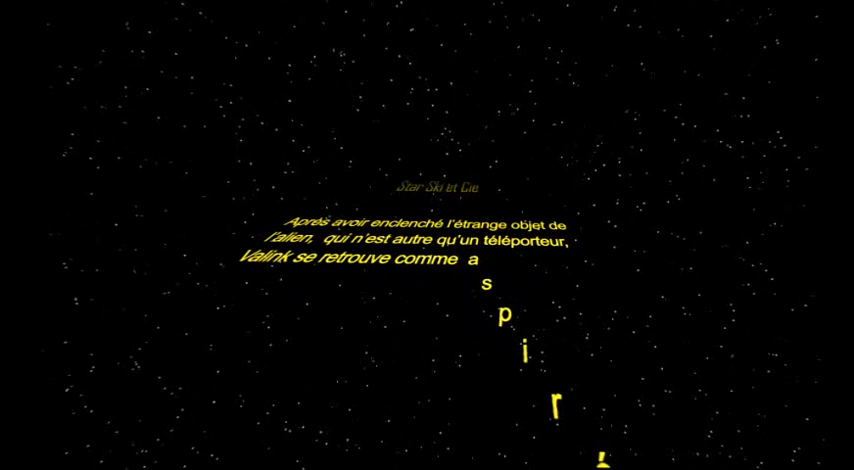 Star Ski et Cie
Après avoir enclenché l'étrange objet de
l'alien, qui n'est autre qu'un téléporteur,
Valink se retrouve comme a
s
p
i
r
é